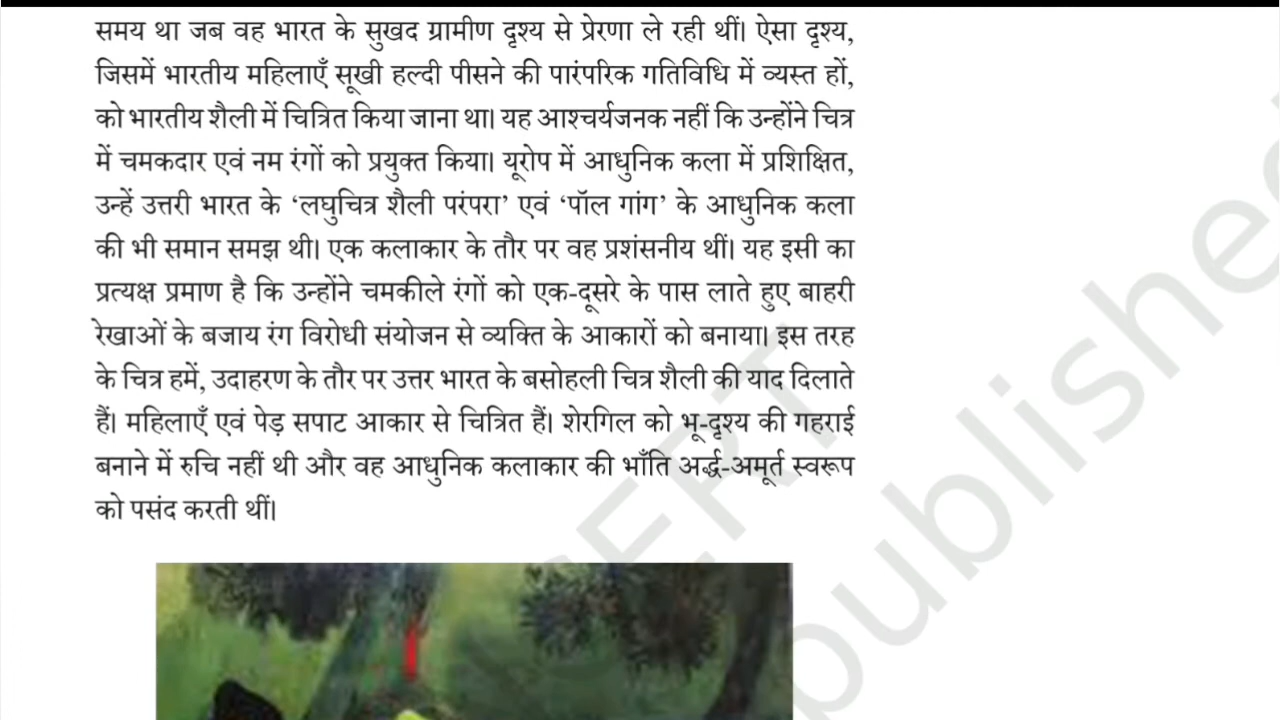 समय था जब वह भारत के सुखद ग्रामीण दृश्य से प्रेरणा ले रही थीं। ऐसा दृश्य,
जिसमें भारतीय महिलाएँ सूखी हल्दी पीसने की पारंपरिक गतिविधि में व्यस्त हों,
को भारतीय शैली में चित्रित किया जाना था। यह आश्चर्यजनक नहीं कि उन्होंने चित्र
में चमकदार एवं नम रंगों को प्रयुक्त किया। यूरोप में आधुनिक कला में प्रशिक्षित,
उन्हें उत्तरी भारत के ‘लघुचित्र शैली परंपरा’ एवं ‘पॉल गांग’ के आधुनिक कला
की भी समान समझ थी। एक कलाकार के तौर पर वह प्रशंसनीय थीं। यह इसी का
प्रत्यक्ष प्रमाण है कि उन्होंने चमकीले रंगों को एक-दूसरे के पास लाते हुए बाहरी
रेखाओं के बजाय रंग विरोधी संयोजन से व्यक्ति के आकारों को बनाया। इस तरह
के चित्र हमें, उदाहरण के तौर पर उत्तर भारत के बसोहली चित्र शैली की याद दिलाते
हैं। महिलाएँ एवं पेड़ सपाट आकार से चित्रित हैं। शेरगिल को भू-दृश्य की गहराई
बनाने में रुचि नहीं थी और वह आधुनिक कलाकार की भाँति अर्द्ध-अमूर्त स्वरूप
को पसंद करती थीं।